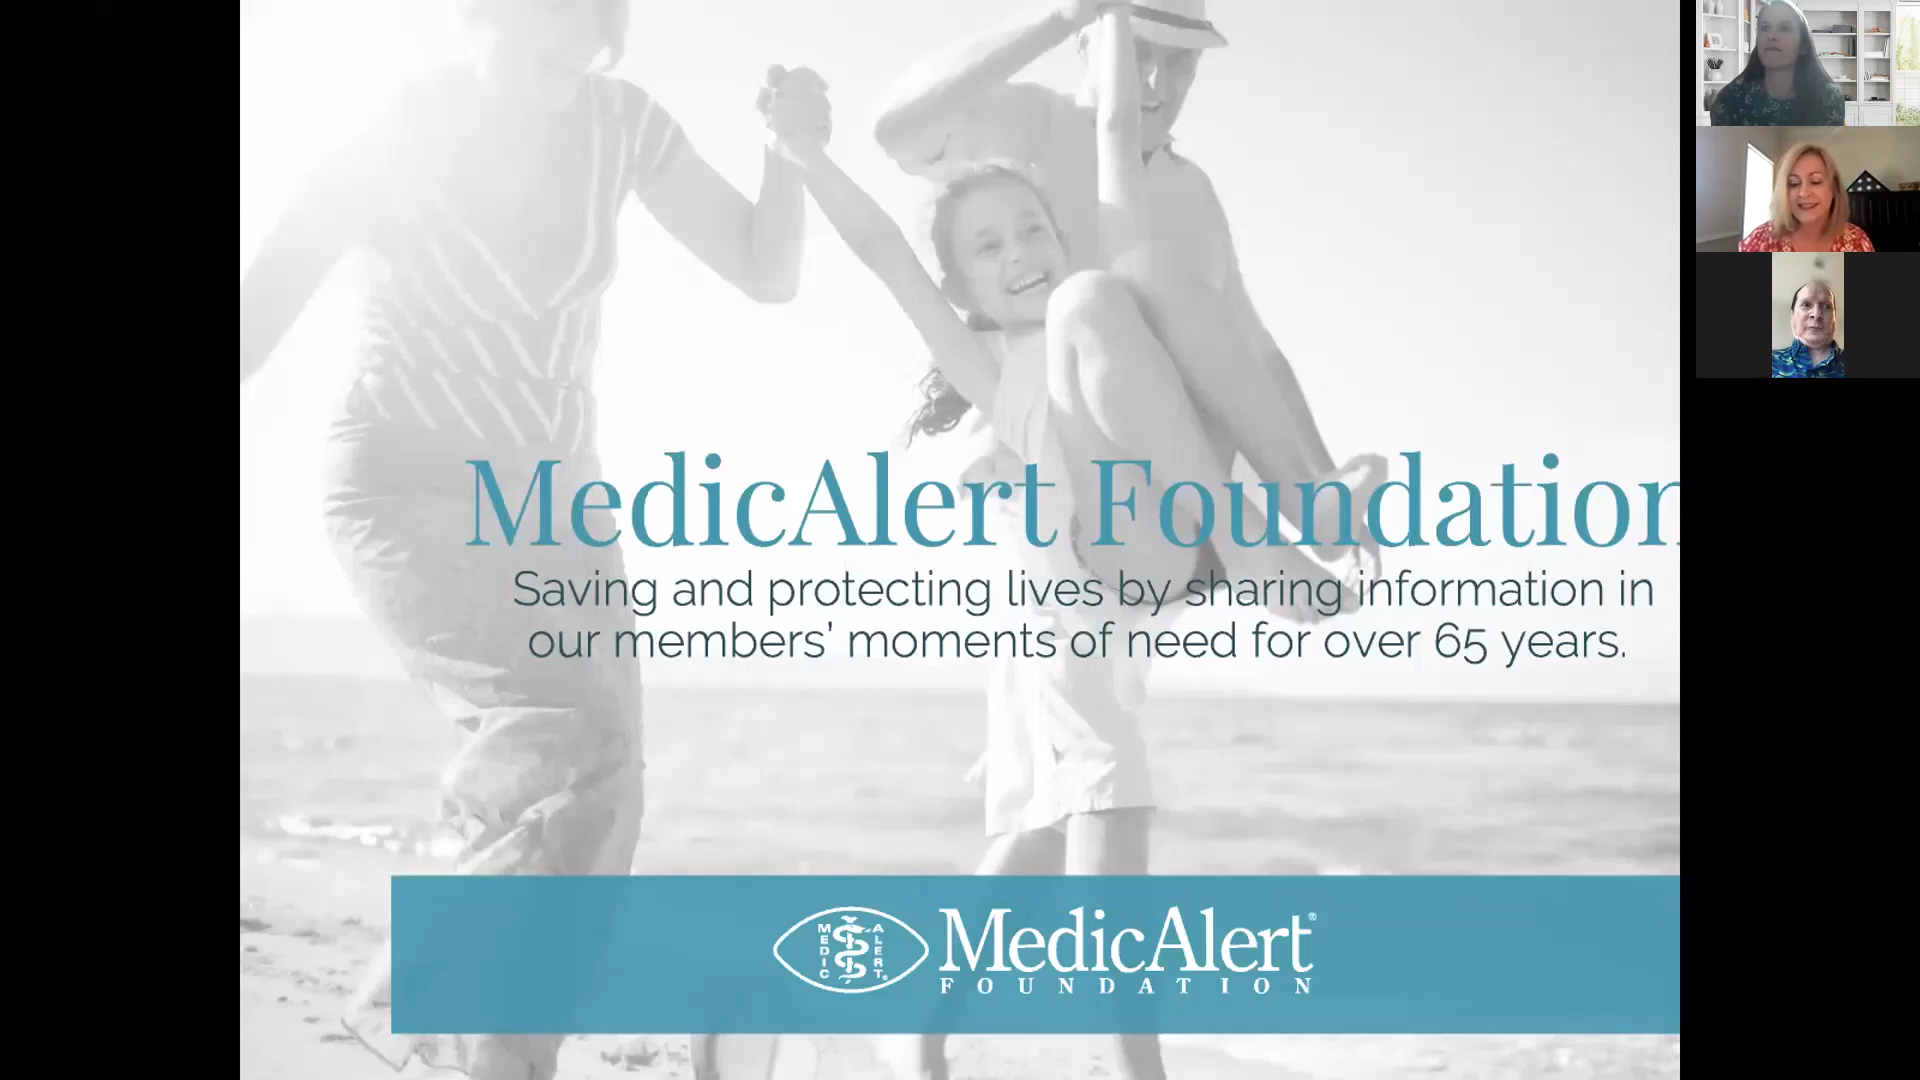 MedicAlert Foundation
Saving and protecting lives by sharing information in
our members’ moments of need for over 65 years.
MEDIC ALERT®
MedicAlert®
FOUNDATION